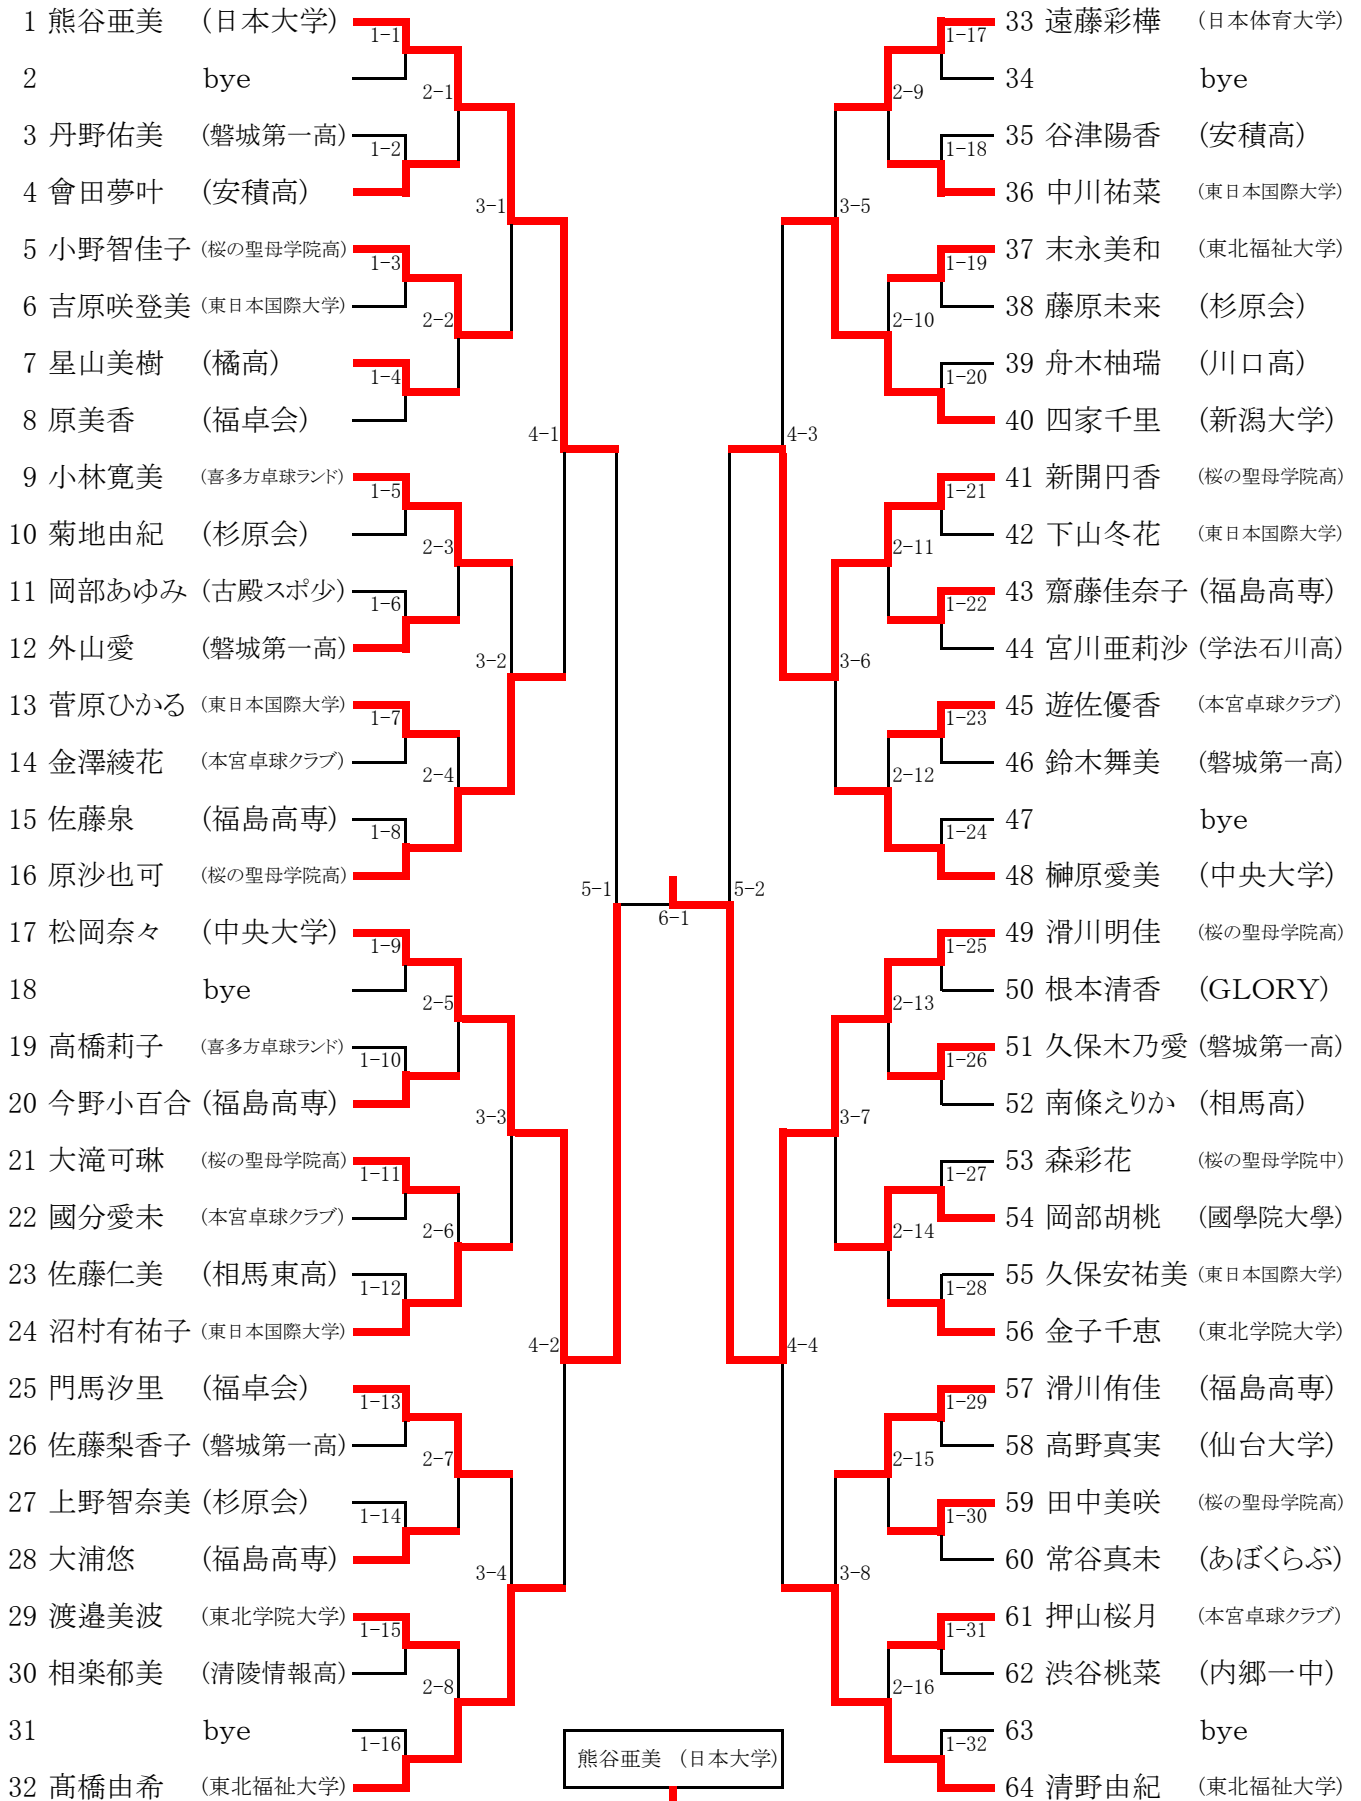 1 熊谷亜美 (日本大学)
2 bye
3 丹野佑美 (磐城第一高)
4 會田夢叶 (安積高)
5 小野智佳子 (桜の聖母学院高)
6 吉原咲登美 (東日本国際大学)
7 星山美樹 (橘高)
8 原美香 (福卓会)
9 小林寛美 (喜多方卓球ランド)
10 菊地由紀 (杉原会)
11 岡部あゆみ (古殿スポ少)
12 外山愛 (磐城第一高)
13 菅原ひかる (東日本国際大学)
14 金澤綾花 (本宮卓球クラブ)
15 佐藤泉 (福島高専)
16 原沙也可 (桜の聖母学院高)
17 松岡奈々 (中央大学)
18 bye
19 高橋莉子 (喜多方卓球ランド)
20 今野小百合 (福島高専)
21 大滝可琳 (桜の聖母学院高)
22 國分愛未 (本宮卓球クラブ)
23 佐藤仁美 (相馬東高)
24 沼村有祐子 (東日本国際大学)
25 門馬汐里 (福卓会)
26 佐藤梨香子 (磐城第一高)
27 上野智奈美 (杉原会)
28 大浦悠 (福島高専)
29 渡邉美波 (東北学院大学)
30 相楽郁美 (清陵情報高)
31 bye
32 髙橋由希 (東北福祉大学)
1-1
1-2
1-3
1-4
1-5
1-6
1-7
1-8
1-9
1-10
1-11
1-12
1-13
1-14
1-15
1-16
2-1
2-2
2-3
2-4
2-5
2-6
2-7
2-8
3-1
3-2
3-3
3-4
4-1
4-2
5-1
6-1
5-2
4-3
4-4
3-5
3-6
3-7
3-8
2-9
2-10
2-11
2-12
2-13
2-14
2-15
2-16
1-17
1-18
1-19
1-20
1-21
1-22
1-23
1-24
1-25
1-26
1-27
1-28
1-29
1-30
1-31
1-32
33 遠藤彩樺 (日本体育大学)
34 bye
35 谷津陽香 (安積高)
36 中川祐菜 (東日本国際大学)
37 末永美和 (東北福祉大学)
38 藤原未来 (杉原会)
39 舟木柚瑞 (川口高)
40 四家千里 (新潟大学)
41 新開円香 (桜の聖母学院高)
42 下山冬花 (東日本国際大学)
43 齋藤佳奈子 (福島高専)
44 宮川亜莉沙 (学法石川高)
45 遊佐優香 (本宮卓球クラブ)
46 鈴木舞美 (磐城第一高)
47 bye
48 榊原愛美 (中央大学)
49 滑川明佳 (桜の聖母学院高)
50 根本清香 (GLORY)
51 久保木乃愛 (磐城第一高)
52 南條えりか (相馬高)
53 森彩花 (桜の聖母学院中)
54 岡部胡桃 (國學院大學)
55 久保安祐美 (東日本国際大学)
56 金子千恵 (東北学院大学)
57 滑川侑佳 (福島高専)
58 高野真実 (仙台大学)
59 田中美咲 (桜の聖母学院高)
60 常谷真未 (あぼくらぶ)
61 押山桜月 (本宮卓球クラブ)
62 渋谷桃菜 (内郷一中)
63 bye
64 清野由紀 (東北福祉大学)
熊谷亜美 (日本大学)